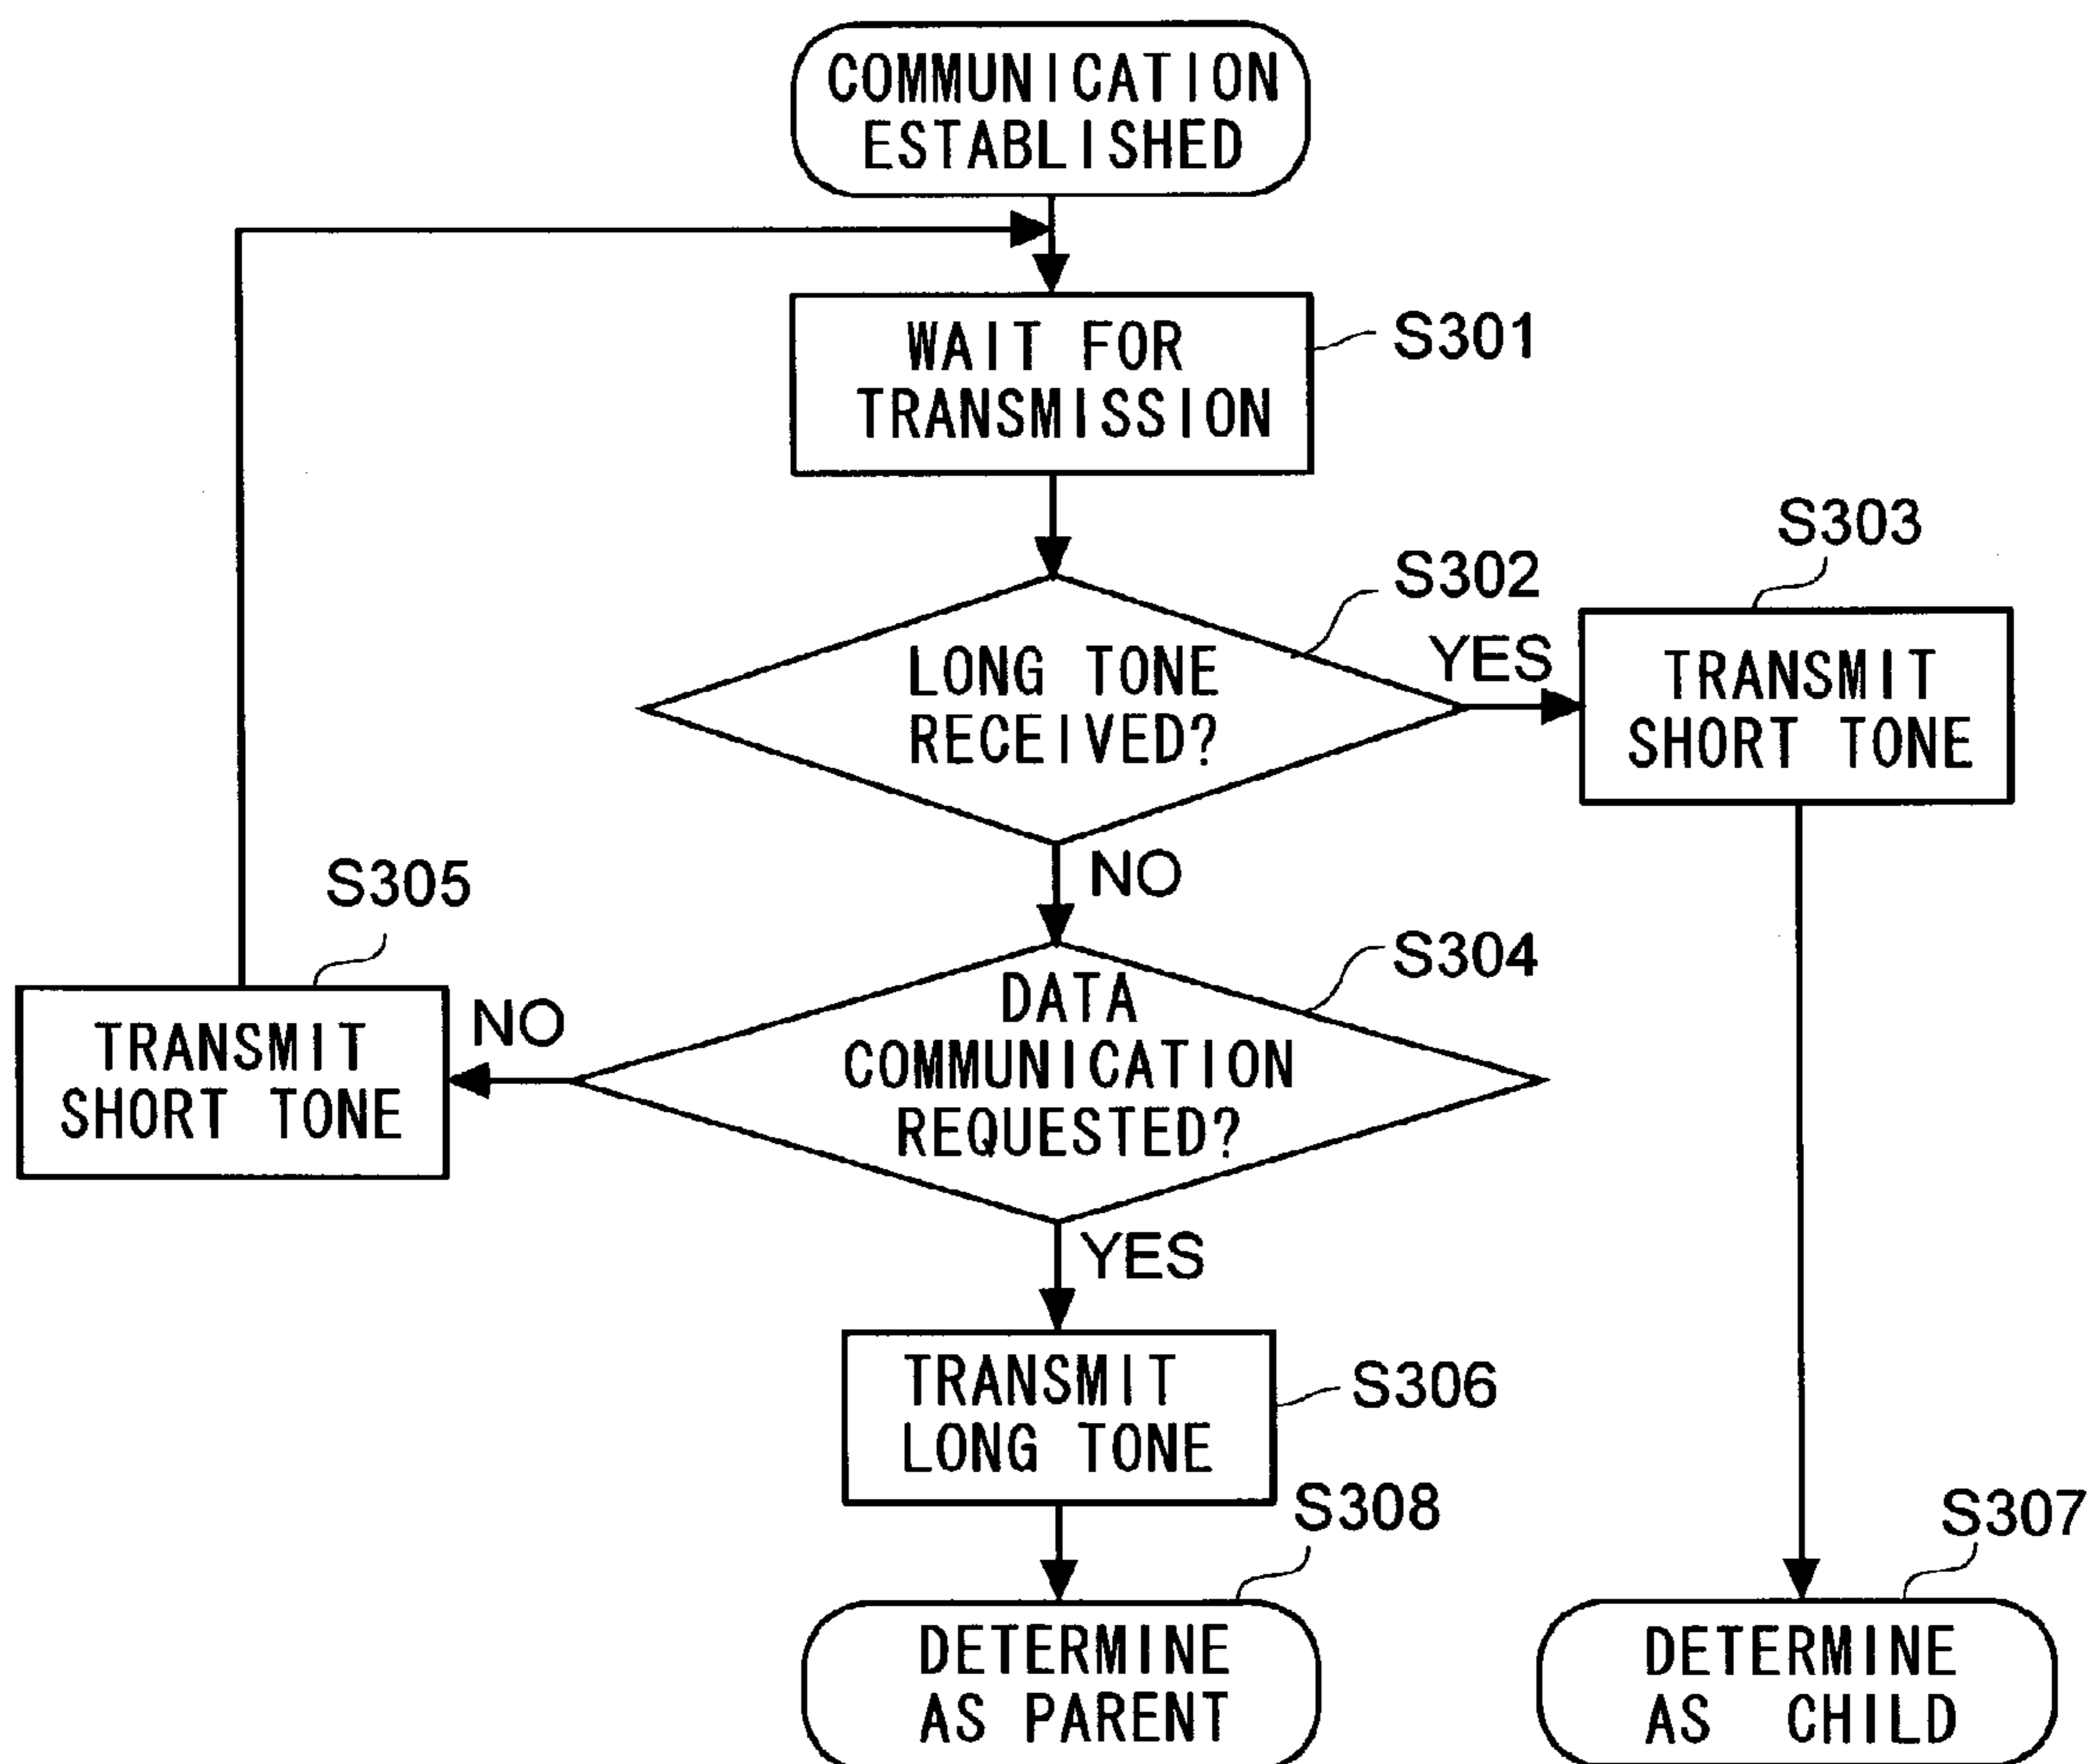 COMMUNICATION
ESTABLISHED
WAIT FOR
TRANSMISSION
S301
LONG TONE
RECEIVED?
S302
YES
S303
TRANSMIT
SHORT TONE
NO
S305
TRANSMIT
SHORT TONE
NO
DATA
COMMUNICATION
REQUESTED?
S304
YES
TRANSMIT
LONG TONE
S306
S308
DETERMINE
AS PARENT
S307
DETERMINE
AS CHILD